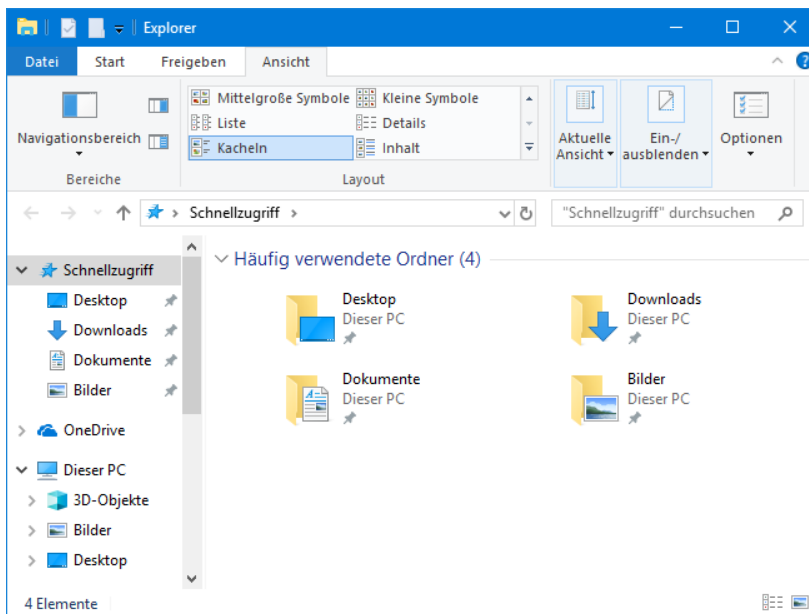 Explorer
Datei Start Freigeben Ansicht
Mittelgroße Symbole Kleine Symbole
Liste Details
Kacheln Inhalt
Navigationsbereich
Aktuelle Ansicht
Ein-/ ausblenden
Optionen
Bereiche Layout
Schnellzugriff
"Schnellzugriff" durchsuchen
Schnellzugriff
Desktop
Downloads
Dokumente
Bilder
OneDrive
Dieser PC
3D-Objekte
Bilder
Desktop
Häufig verwendete Ordner (4)
Desktop
Dieser PC
Downloads
Dieser PC
Dokumente
Dieser PC
Bilder
Dieser PC
4 Elemente